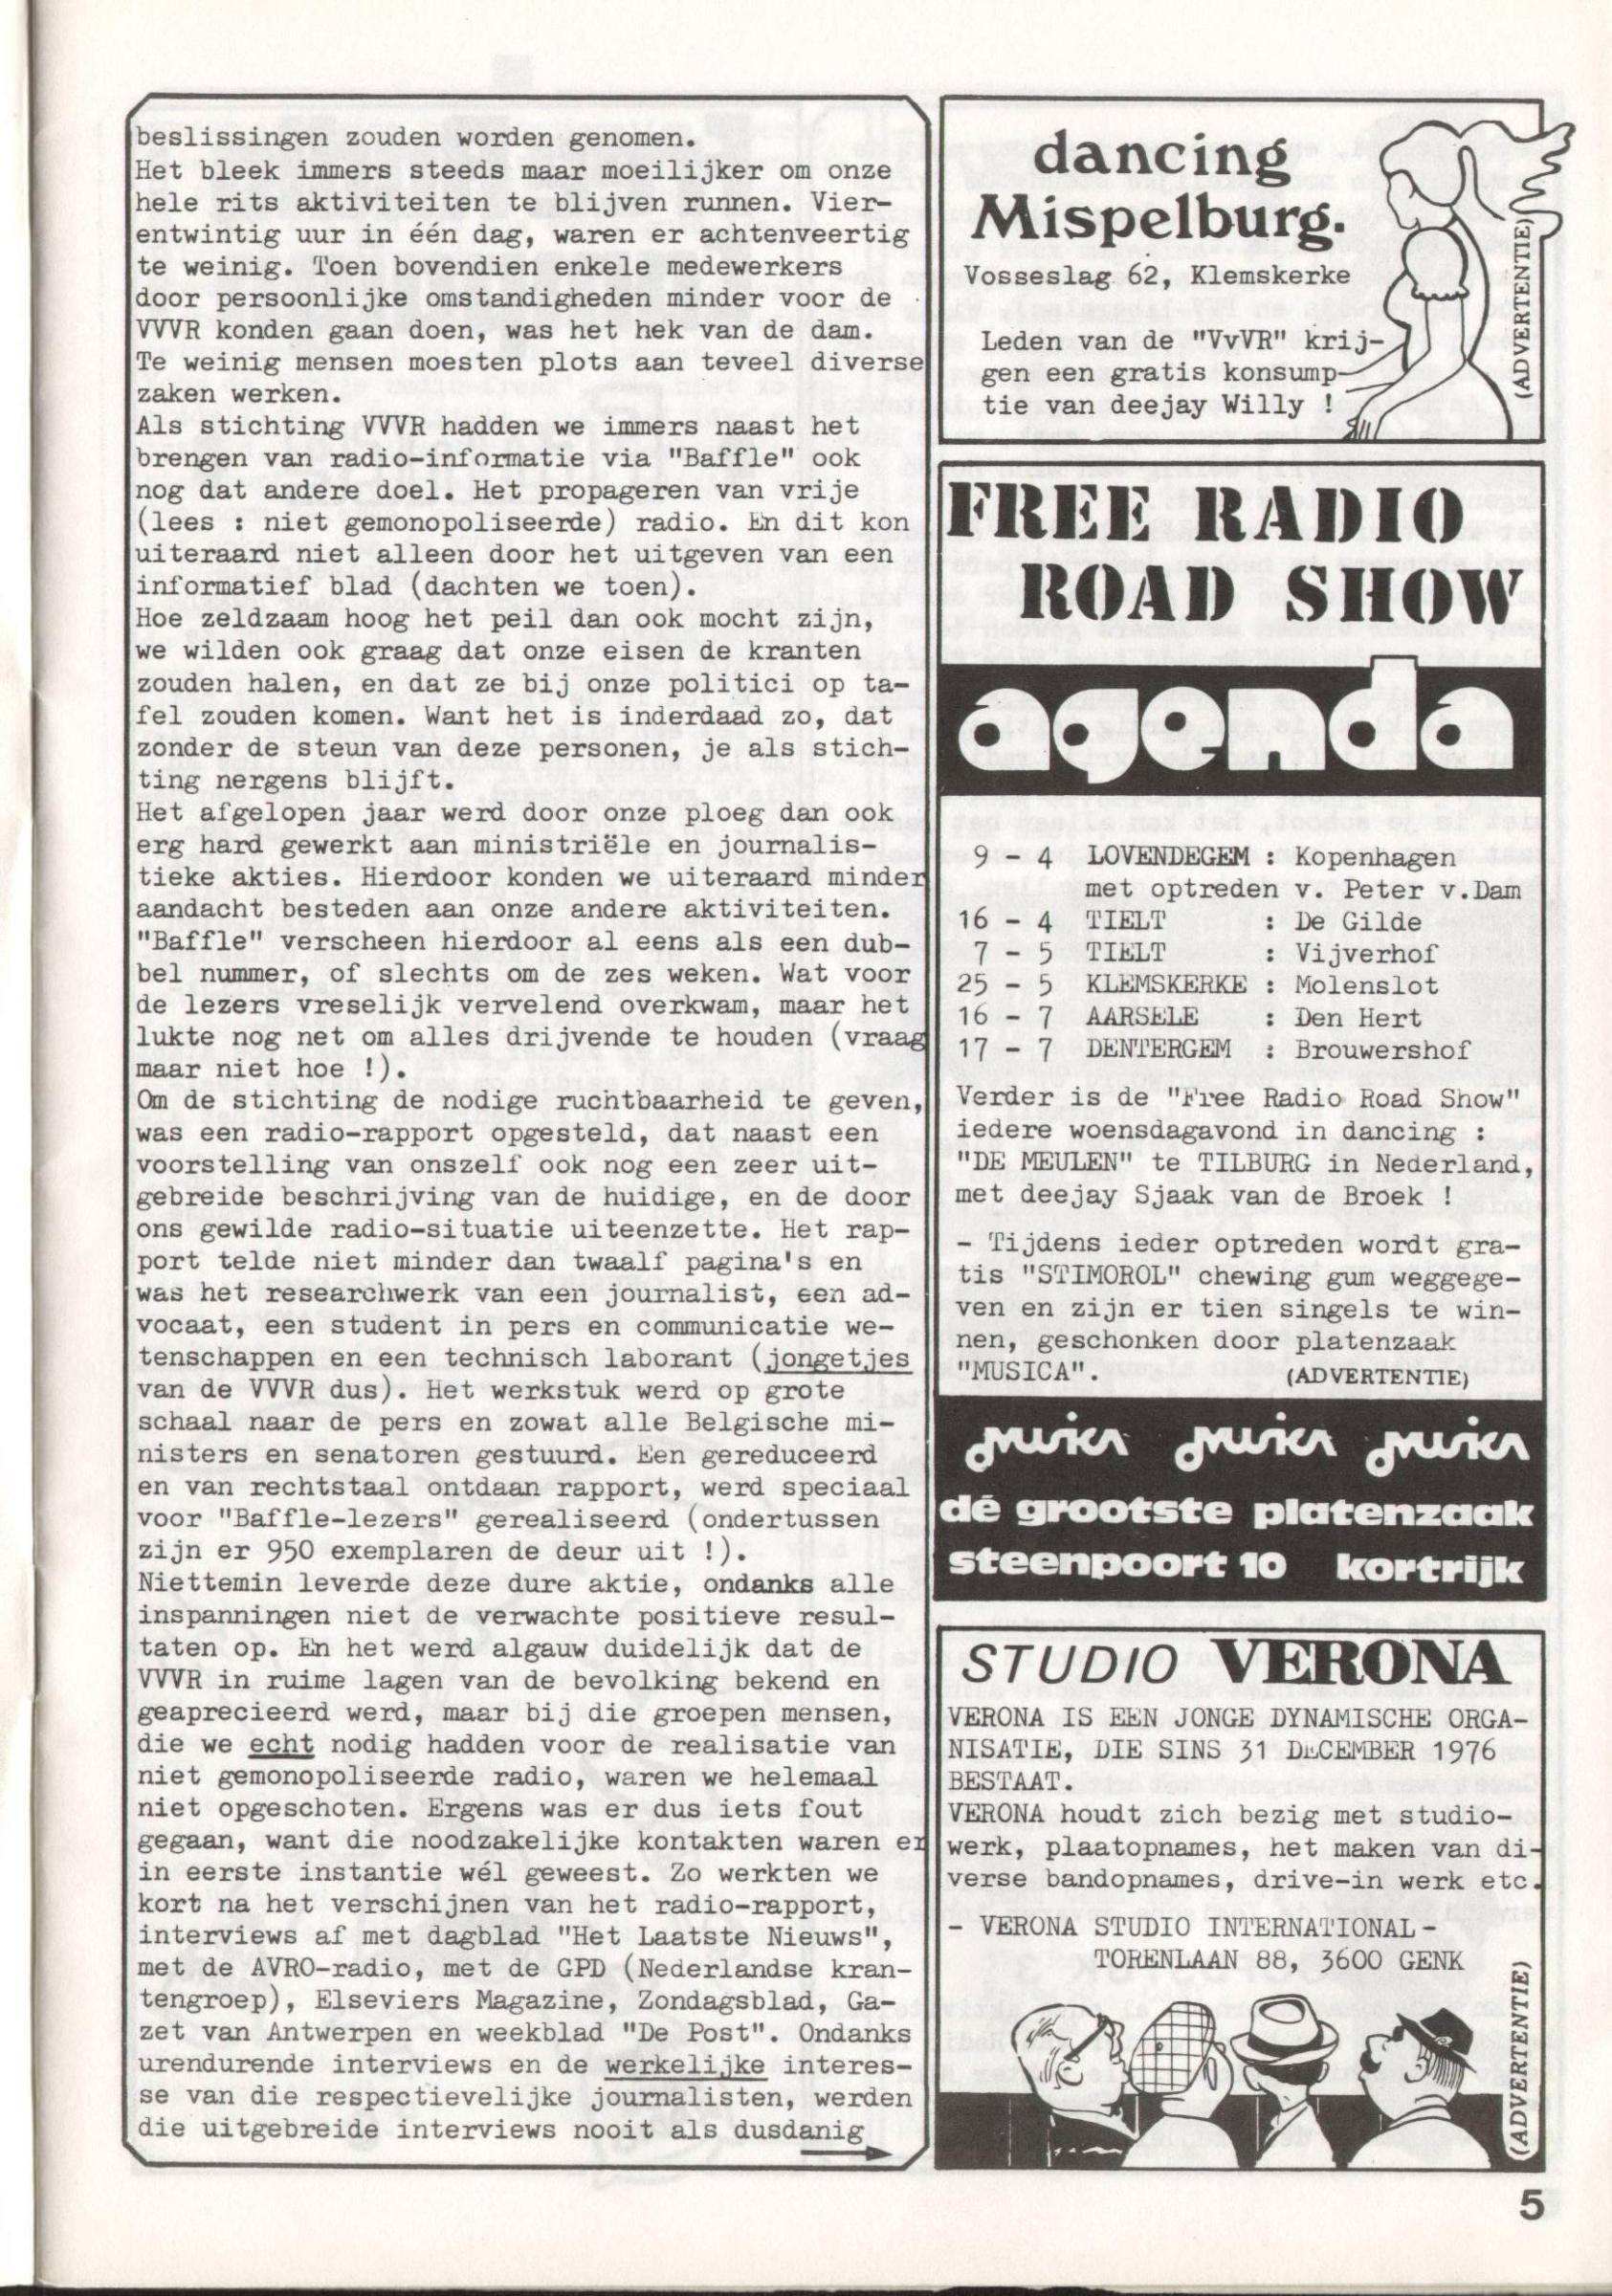 beslissingen zouden worden genomen.
Het bleek immers steeds maar moeilijker om onze
hele rits aktiviteiten te blijven runnen. Vier-
entwintig uur in één dag, waren er achtenveertig
te weinig. Toen bovendien enkele medewerkers
door persoonlijke omstandigheden minder voor de
VVVR konden gaan doen, was het hek van de dam.
Te weinig mensen moesten plots aan teveel diverse
zaken werken.
Als stichting VVVR hadden we immers naast het
brengen van radio-informatie via "Baffle" ook
nog dat andere doel. Het propageren van vrije
(lees : niet gemonopoliseerde) radio. En dit kon
uiteraard niet alleen door het uitgeven van een
informatief blad (dachten we toen).
Hoe zeldzaam hoog het peil dan ook mocht zijn,
we wilden ook graag dat onze eisen de kranten
zouden halen, en dat ze bij onze politici op ta-
fel zouden komen. Want het is inderdaad zo, dat
zonder de steun van deze personen, je als stich-
ting nergens blijft.
Het afgelopen jaar werd door onze ploeg dan ook
erg hard gewerkt aan ministriële en journalis-
tieke akties. Hierdoor konden we uiteraard minder
aandacht besteden aan onze andere aktiviteiten.
"Baffle" verscheen hierdoor al eens als een dub-
bel nummer, of slechts om de zes weken. Wat voor
de lezers vreselijk vervelend overkwam, maar het
lukte nog net om alles drijvende te houden (vraag
maar niet hoe !).
Om de stichting de nodige ruchtbaarheid te geven,
was een radio-rapport opgesteld, dat naast een
voorstelling van onszelf ook nog een zeer uit-
gebreide beschrijving van de huidige, en de door
ons gewilde radio-situatie uiteenzette. Het rap-
port telde niet minder dan twaalf pagina's en
was het researchwerk van een journalist, een ad-
vocaat, een student in pers en communicatie we-
tenschappen en een technisch laborant (jongetjes
van de VVVR dus). Het werkstuk werd op grote
schaal naar de pers en zowat alle Belgische mi-
nisters en senatoren gestuurd. Een gereduceerd
en van rechtstaal ontdaan rapport, werd speciaal
voor "Baffle-lezers" gerealiseerd (ondertussen
zijn er 950 exemplaren de deur uit !).
Niettemin leverde deze dure aktie, ondanks alle
inspanningen niet de verwachte positieve resul-
taten op. En het werd algauw duidelijk dat de
VVVR in ruime lagen van de bevolking bekend en
geaprecieerd werd, maar bij die groepen mensen,
die we echt nodig hadden voor de realisatie van
niet gemonopoliseerde radio, waren we helemaal
niet opgeschoten. Ergens was er dus iets fout
gegaan, want die noodzakelijke kontakten waren er
in eerste instantie wél geweest. Zo werkten we
kort na het verschijnen van het radio-rapport,
interviews af met dagblad "Het Laatste Nieuws",
met de AVRO-radio, met de GPD (Nederlandse kran-
tengroep), Elseviers Magazine, Zondagsblad, Ga-
zet van Antwerpen en weekblad "De Post". Ondanks
urendurende interviews en de werkelijke interes-
se van die respectievelijke journalisten, werden
die uitgebreide interviews nooit als dusdanig
dancing
Mispelburg.
Vosseslag 62, Klemskerke
Leden van de "VvVR" krij-
gen een gratis konsump-
tie van deejay Willy !
(ADVERTENTIE)
FREE RADIO
ROAD SHOW
agenda
9 - 4 LOVENDEGEM : Kopenhagen
met optreden v. Peter v.Dam
16 - 4 TIELT : De Gilde
7 - 5 TIELT : Vijverhof
25 - 5 KLEMSKERKE : Molenslot
16 - 7 AARSELE : Den Hert
17 - 7 DENTERGEM : Brouwershof
Verder is de "Free Radio Road Show"
iedere woensdagavond in dancing :
"DE MEULEN" te TILBURG in Nederland,
met deejay Sjaak van de Broek !
- Tijdens ieder optreden wordt gra-
tis "STIMOROL" chewing gum weggege-
ven en zijn er tien singels te win-
nen, geschonken door platenzaak
"MUSICA". (ADVERTENTIE)
musica musica musica
dé grootste platenzaak
steenpoort 10 kortrijk
STUDIO VERONA
VERONA IS EEN JONGE DYNAMISCHE ORGA-
NISATIE, DIE SINS 31 DECEMBER 1976
BESTAAT.
VERONA houdt zich bezig met studio-
werk, plaatopnames, het maken van di-
verse bandopnames, drive-in werk etc.
- VERONA STUDIO INTERNATIONAL -
TORENLAAN 88, 3600 GENK
(ADVERTENTIE)
5